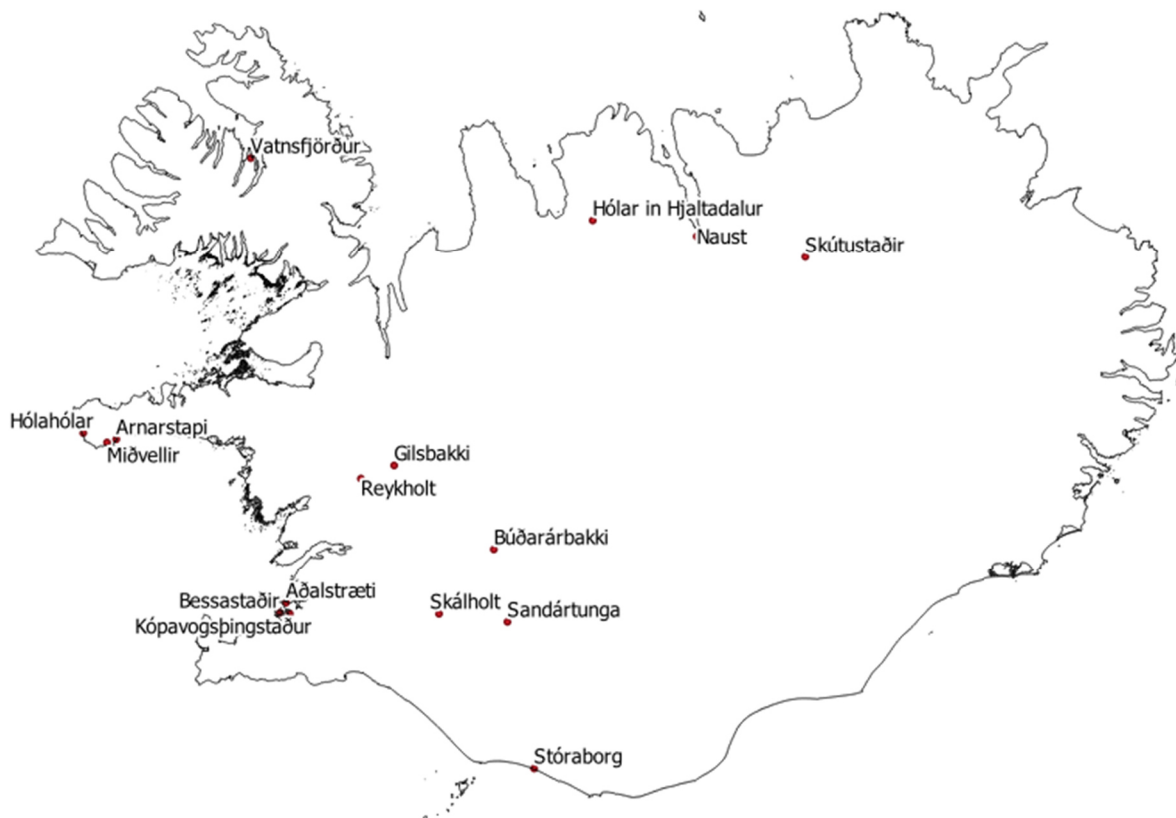 Vatnsfjörður
Hólar in Hjaltadalur
Naust
Skútustaðir
Hólahólar
Arnarstapi
Miðvellir
Gilsbakki
Reykholt
Búðarárbakki
Aðalstræti
Bessastaðir
Skálholt
Sandártunga
Kópavogsþingstaður
Stóraborg